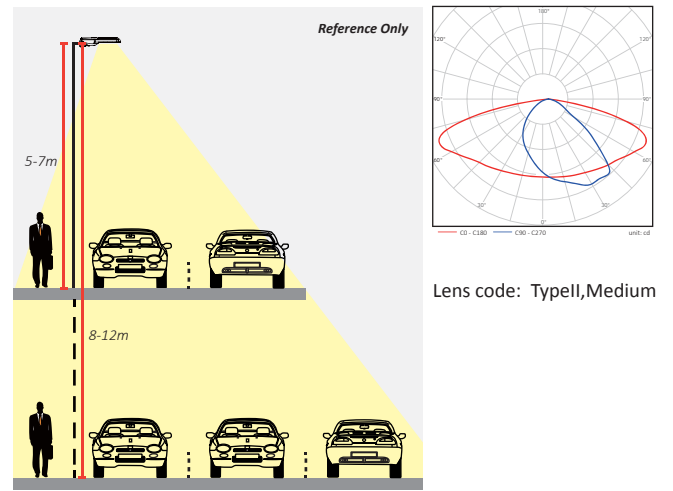 Reference Only
5-7m
8-12m
180°
120° 120°
90° 90°
60° 60°
30° 30°
0°
C0 - C180 C90 - C270 unit: cd
Lens code: TypeII,Medium